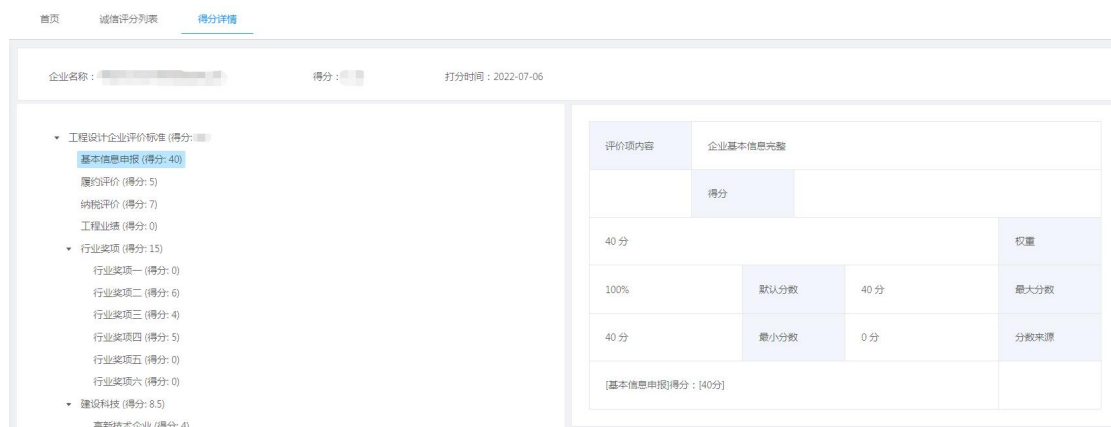 首页 诚信评分列表 得分详情
企业名称： 得分： 打分时间：2022-07-06
工程设计企业评价标准 (得分:
基本信息申报 (得分: 40)
履约评价 (得分: 5)
纳税评价 (得分: 7)
工程业绩 (得分: 0)
行业奖项 (得分: 15)
行业奖项一 (得分: 0)
行业奖项二 (得分: 6)
行业奖项三 (得分: 4)
行业奖项四 (得分: 5)
行业奖项五 (得分: 0)
行业奖项六 (得分: 0)
建设科技 (得分: 8.5)
高新技术企业 (得分: 4)
评价项内容 企业基本信息完整
得分
40 分 权重
100% 默认分数 40 分 最大分数
40 分 最小分数 0 分 分数来源
[基本信息申报]得分：[40分]